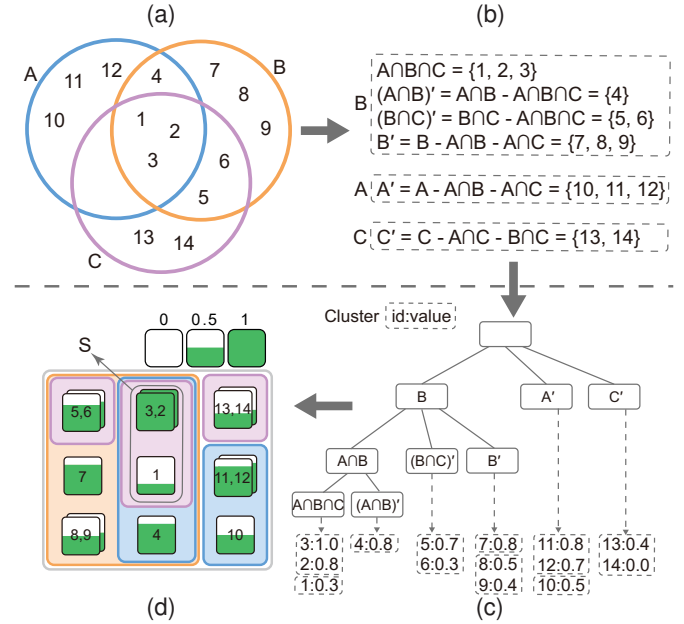 (a)
(b)
A
B
C
11
12
4
7
8
10
1
2
9
3
6
5
13
14
B
A∩B∩C = {1, 2, 3}
(A∩B)′ = A∩B - A∩B∩C = {4}
(B∩C)′ = B∩C - A∩B∩C = {5, 6}
B′ = B - A∩B - A∩C = {7, 8, 9}
A A′ = A - A∩B - A∩C = {10, 11, 12}
C C′ = C - A∩C - B∩C = {13, 14}
0 0.5 1
S
5,6 3,2 13,14
7 1 11,12
8,9 4 10
(d)
Cluster id:value
B A′ C′
A∩B (B∩C)′ B′
A∩B∩C (A∩B)′
3:1.0 4:0.8 5:0.7 7:0.8 11:0.8 13:0.4
2:0.8 6:0.3 8:0.5 12:0.7 14:0.0
1:0.3 9:0.4 10:0.5
(c)